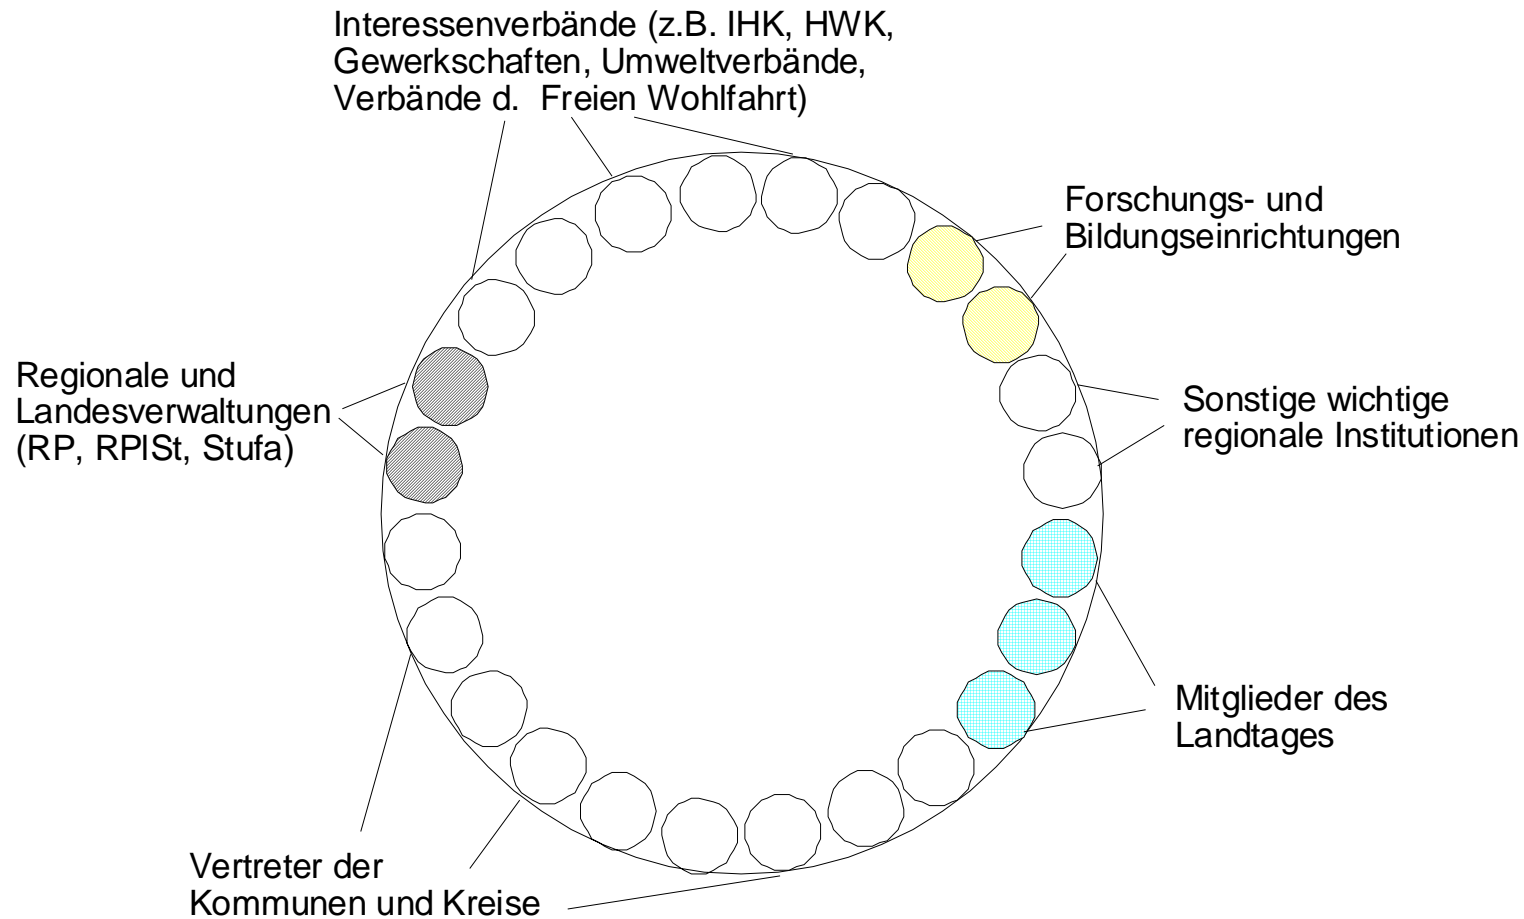 Interessenverbände (z.B. IHK, HWK,
Gewerkschaften, Umweltverbände,
Verbände d. Freien Wohlfahrt)
Forschungs- und
Bildungseinrichtungen
Regionale und
Landesverwaltungen
(RP, RPlSt, Stufa)
Sonstige wichtige
regionale Institutionen
Mitglieder des
Landtages
Vertreter der
Kommunen und Kreise